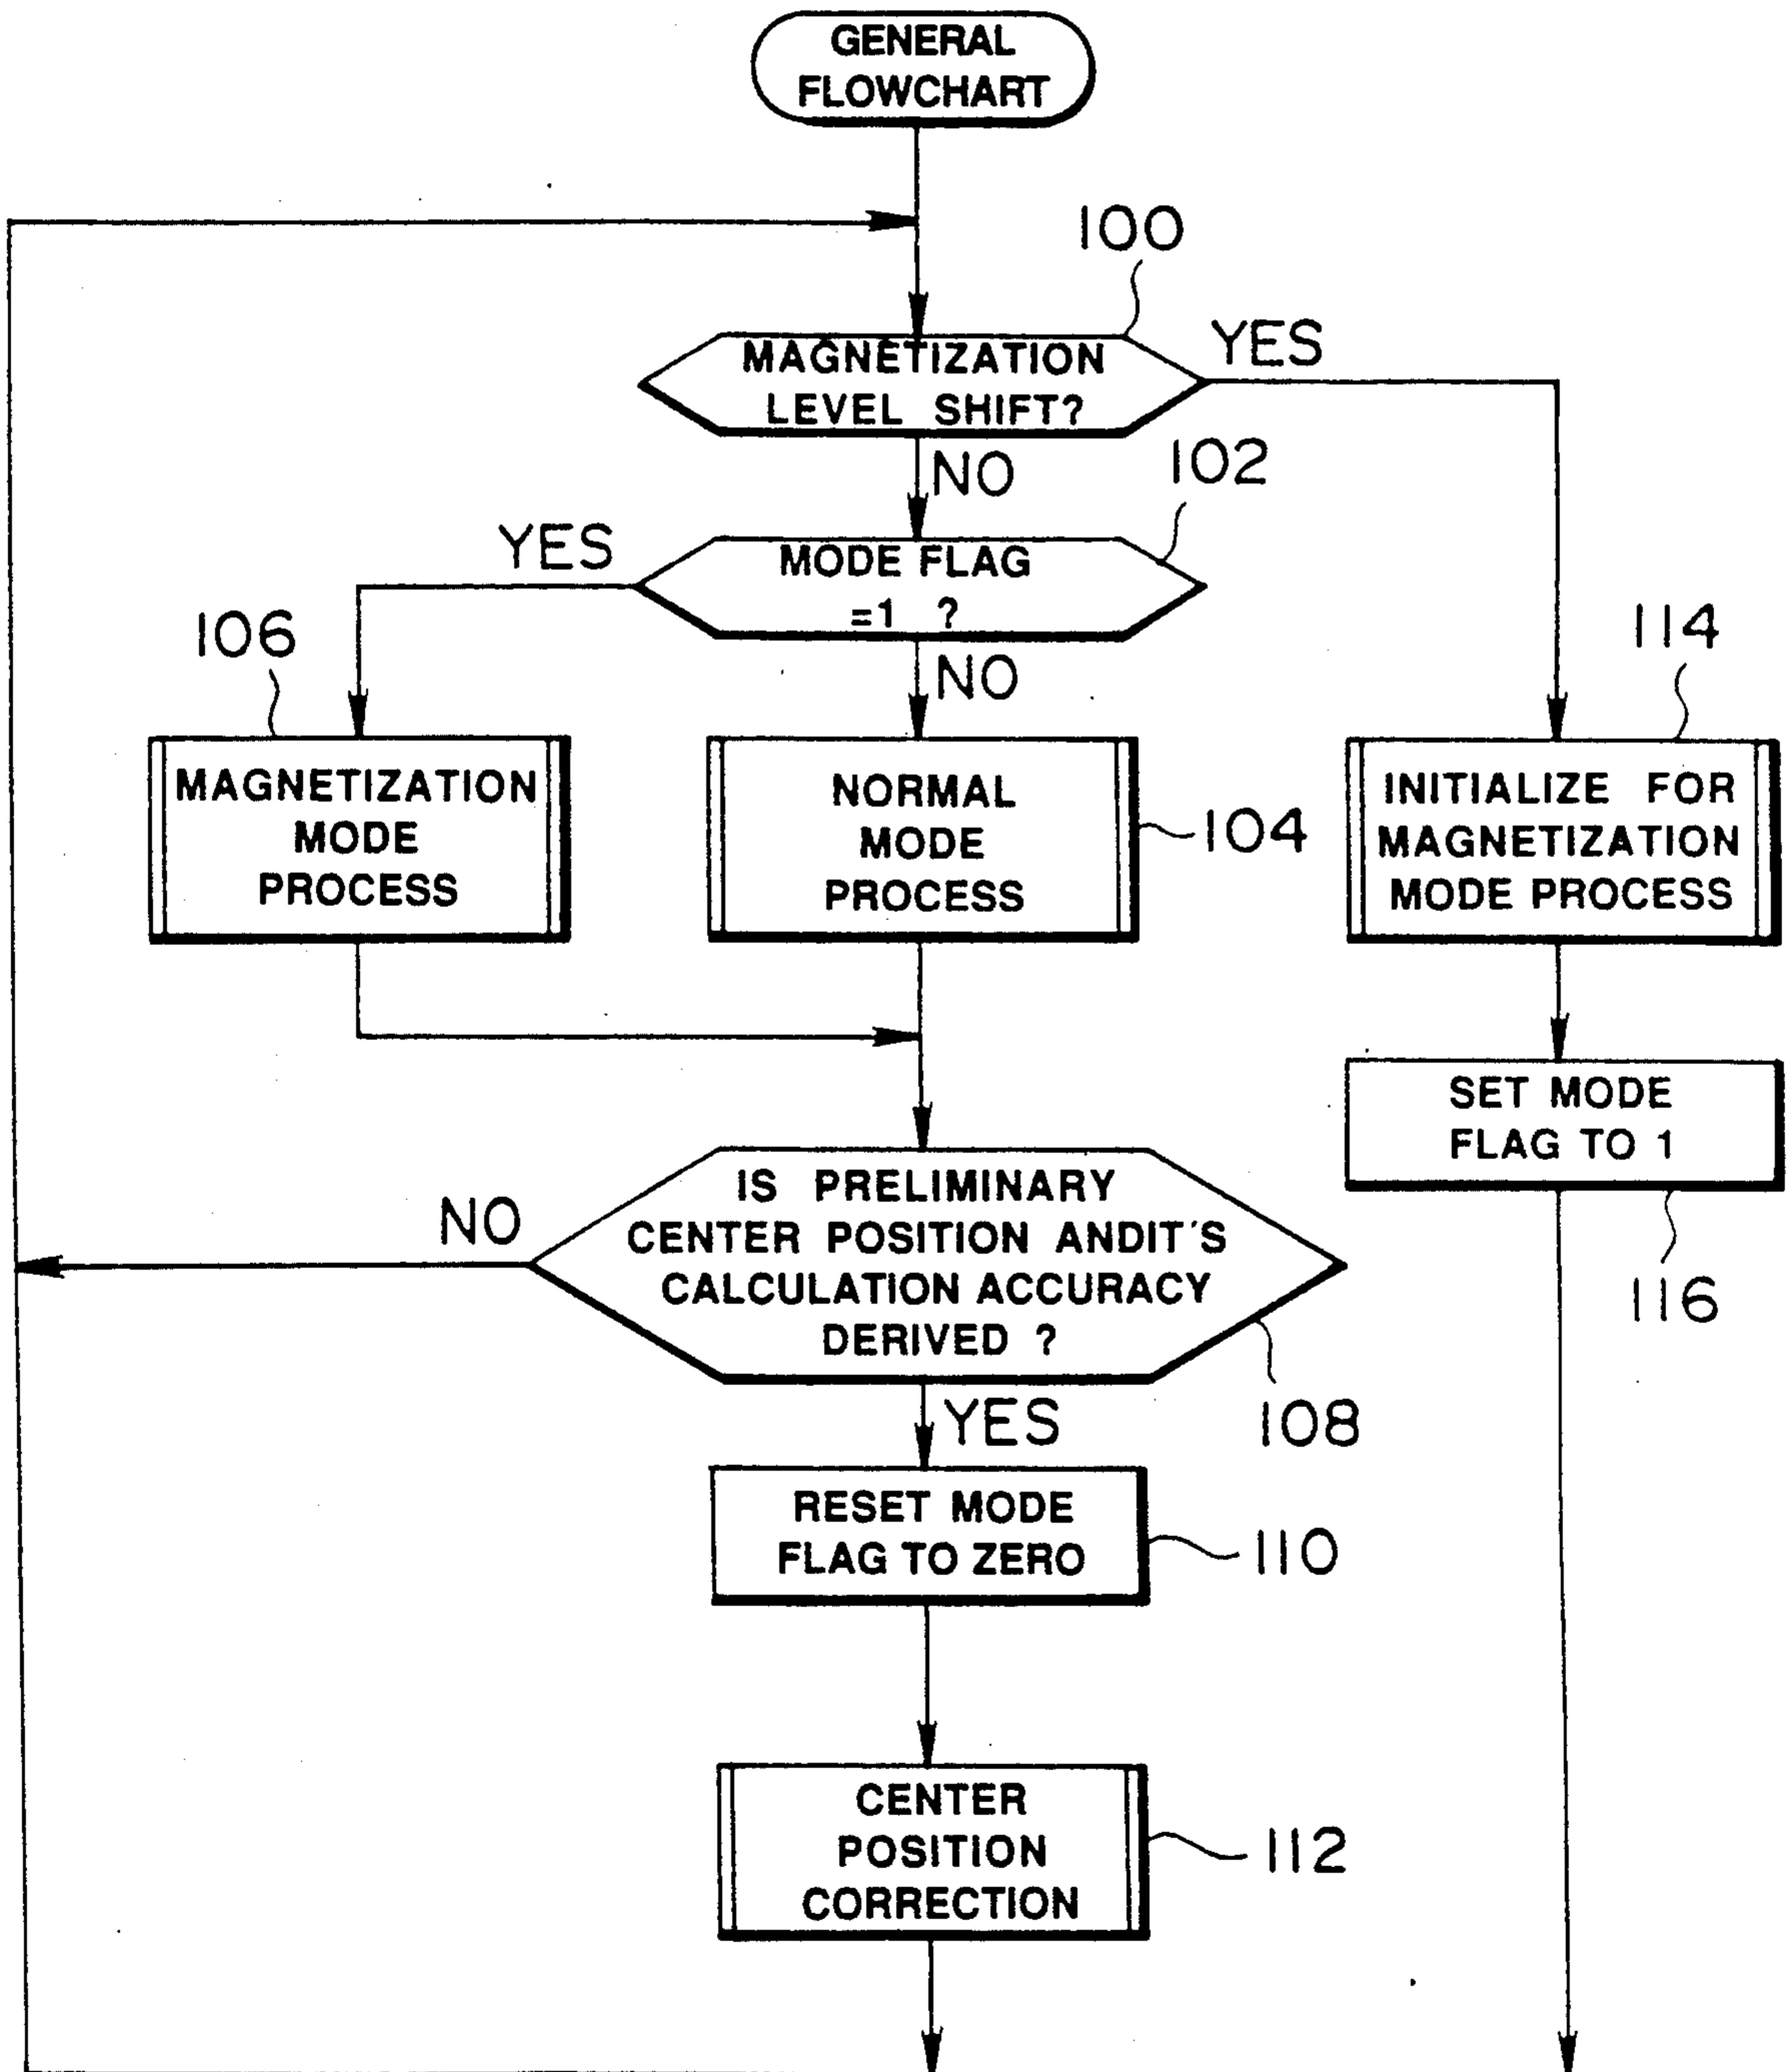 GENERAL
FLOWCHART
100
MAGNETIZATION
LEVEL SHIFT?
YES
NO
102
MODE FLAG
=1 ?
YES
NO
106
MAGNETIZATION
MODE
PROCESS
NORMAL
MODE
PROCESS
104
114
INITIALIZE FOR
MAGNETIZATION
MODE PROCESS
SET MODE
FLAG TO 1
116
IS PRELIMINARY
CENTER POSITION ANDIT'S
CALCULATION ACCURACY
DERIVED ?
NO
108
YES
RESET MODE
FLAG TO ZERO
110
CENTER
POSITION
CORRECTION
112